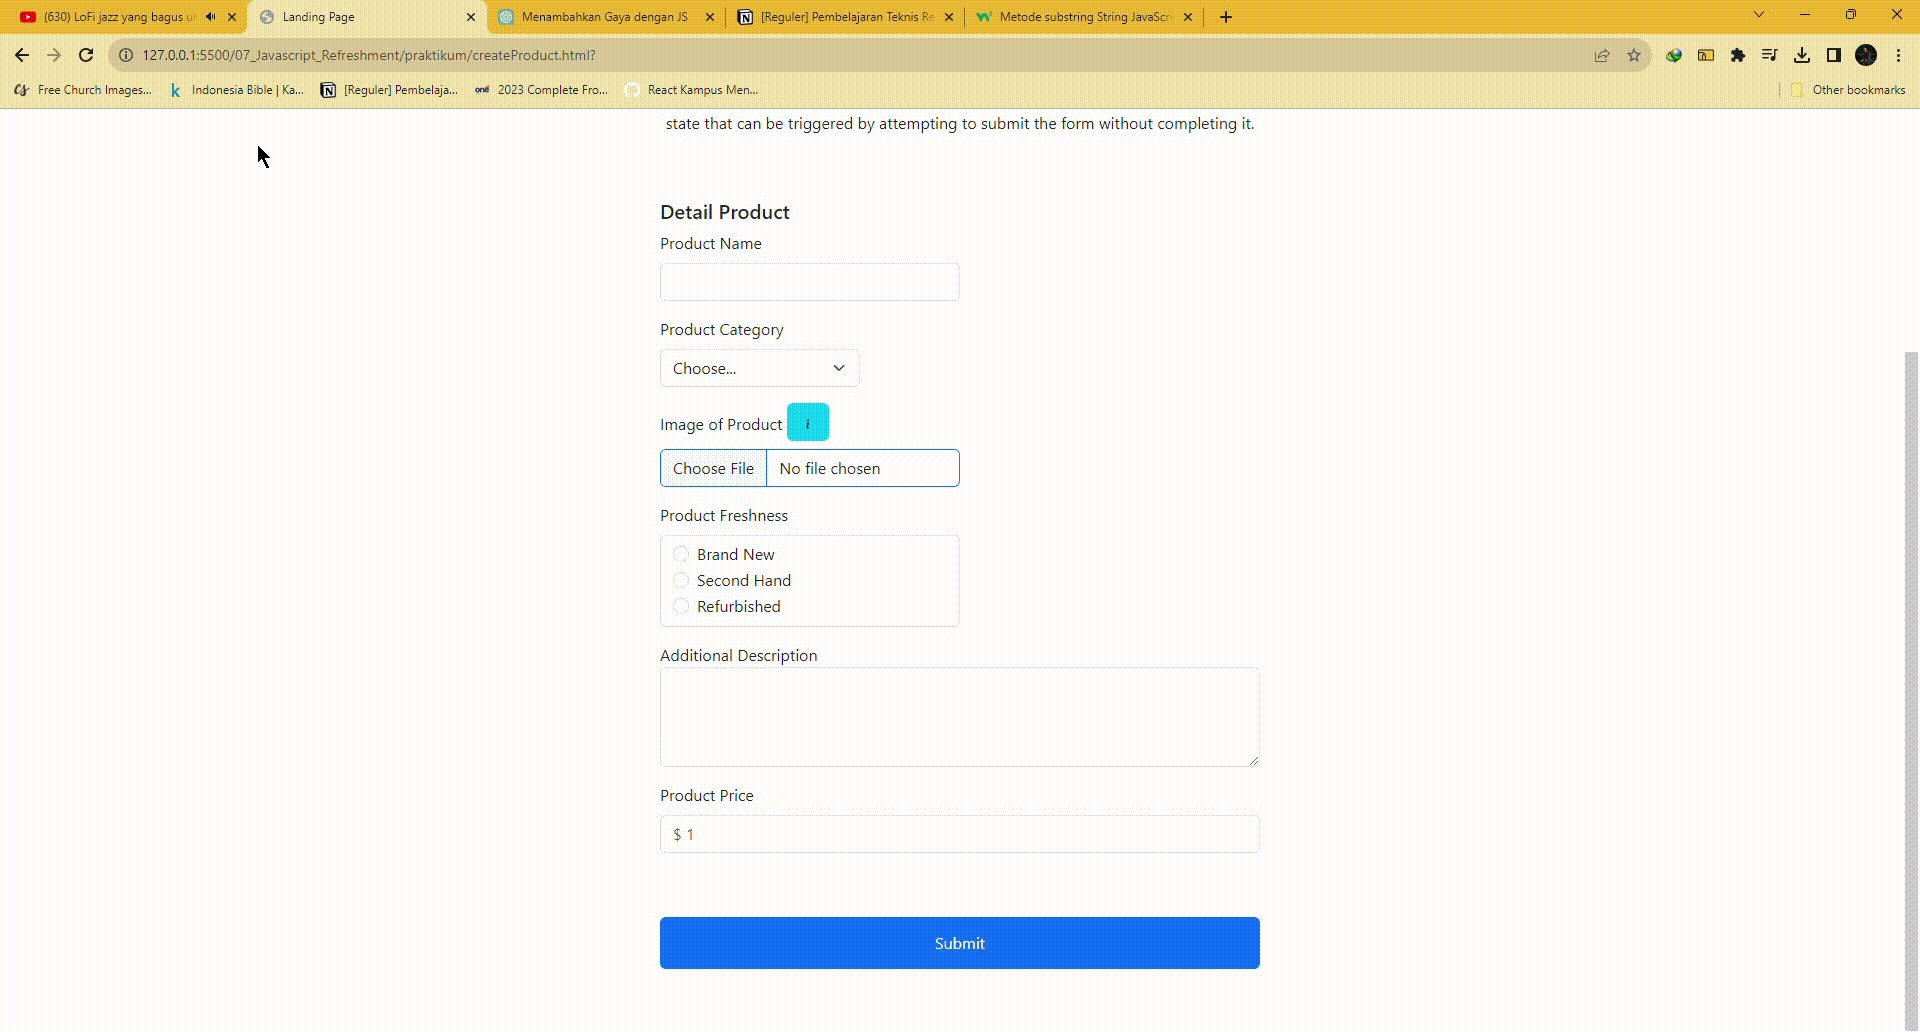 (630) LoFi jazz yang bagus un
Landing Page
Menambahkan Gaya dengan JS
[Reguler] Pembelajaran Teknis Re
Metode substring String JavaScri
127.0.0.1:5500/07_Javascript_Refreshment/praktikum/createProduct.html?
Free Church Images...
Indonesia Bible | Ka...
[Reguler] Pembelaja...
2023 Complete Fro...
React Kampus Men...
Other bookmarks
state that can be triggered by attempting to submit the form without completing it.
Detail Product
Product Name
Product Category
Choose...
Image of Product
i
Choose File
No file chosen
Product Freshness
Brand New
Second Hand
Refurbished
Additional Description
Product Price
$ 1
Submit